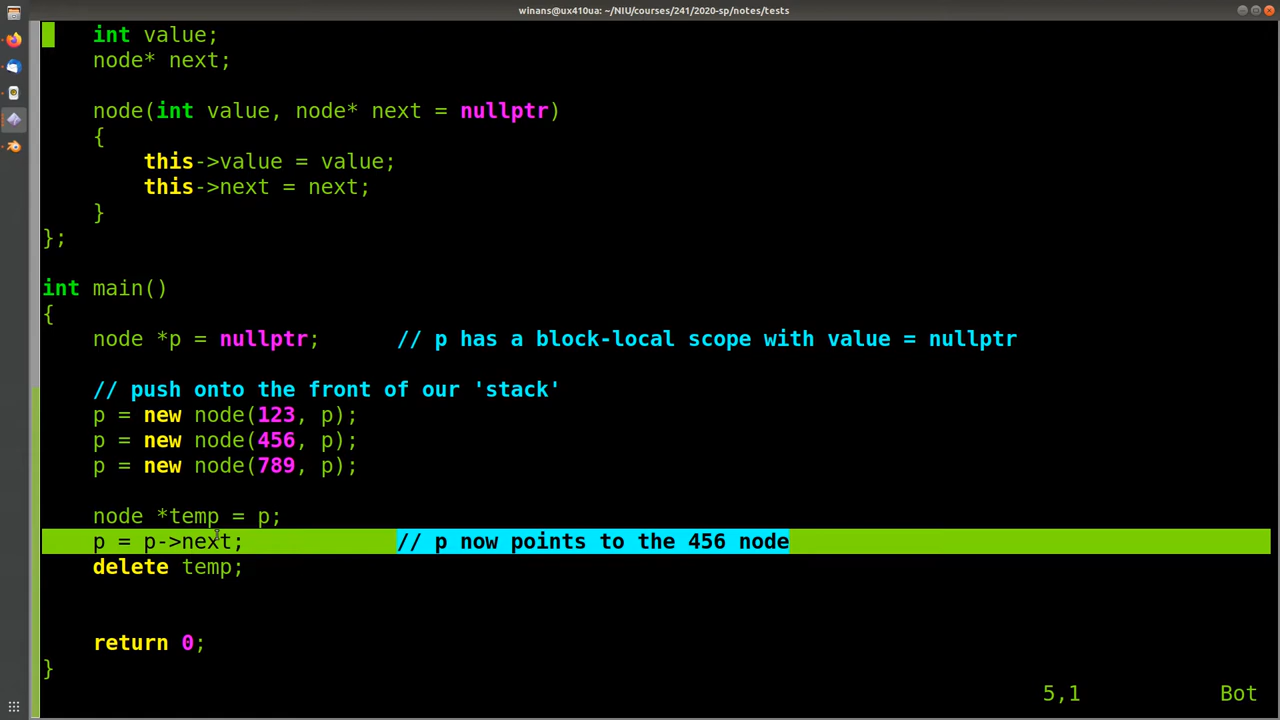 winans@ux410ua: ~/NIU/courses/241/2020-sp/notes/tests
    int value;
    node* next;

    node(int value, node* next = nullptr)
    {
        this->value = value;
        this->next = next;
    }
};

int main()
{
    node *p = nullptr;      // p has a block-local scope with value = nullptr

    // push onto the front of our 'stack'
    p = new node(123, p);
    p = new node(456, p);
    p = new node(789, p);

    node *temp = p;
    p = p->next;            // p now points to the 456 node
    delete temp;


    return 0;
}
5,1 Bot